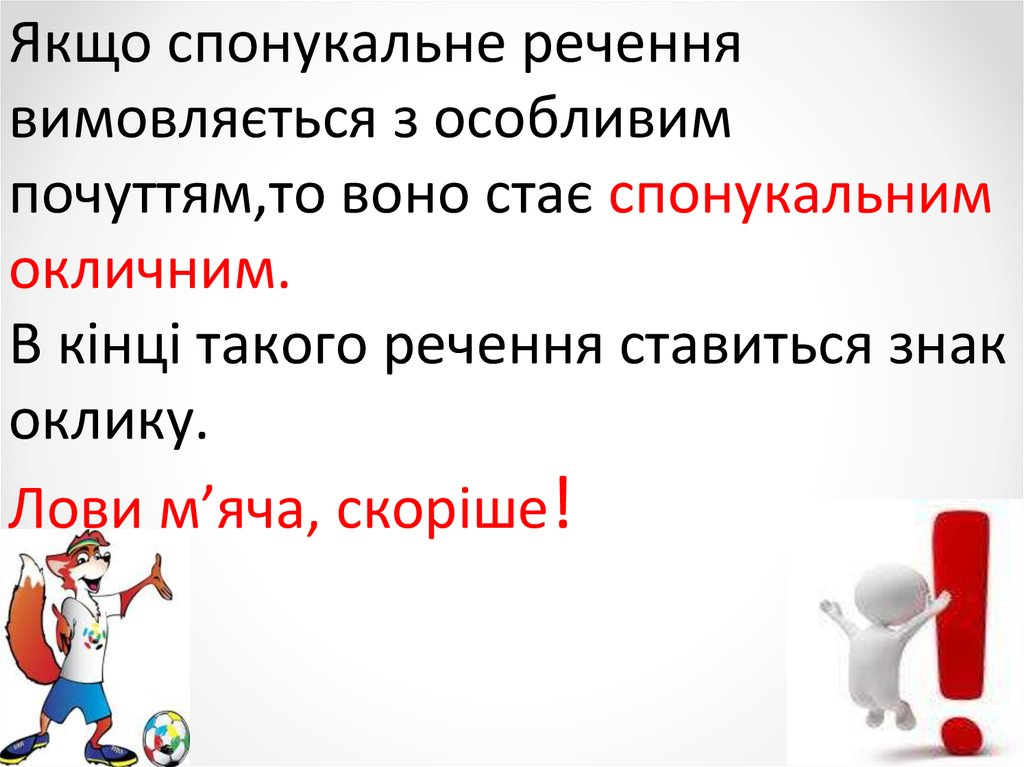 Якщо спонукальне речення
вимовляється з особливим
почуттям,то воно стає спонукальним
окличним.
В кінці такого речення ставиться знак
оклику.
Лови м’яча, скоріше!